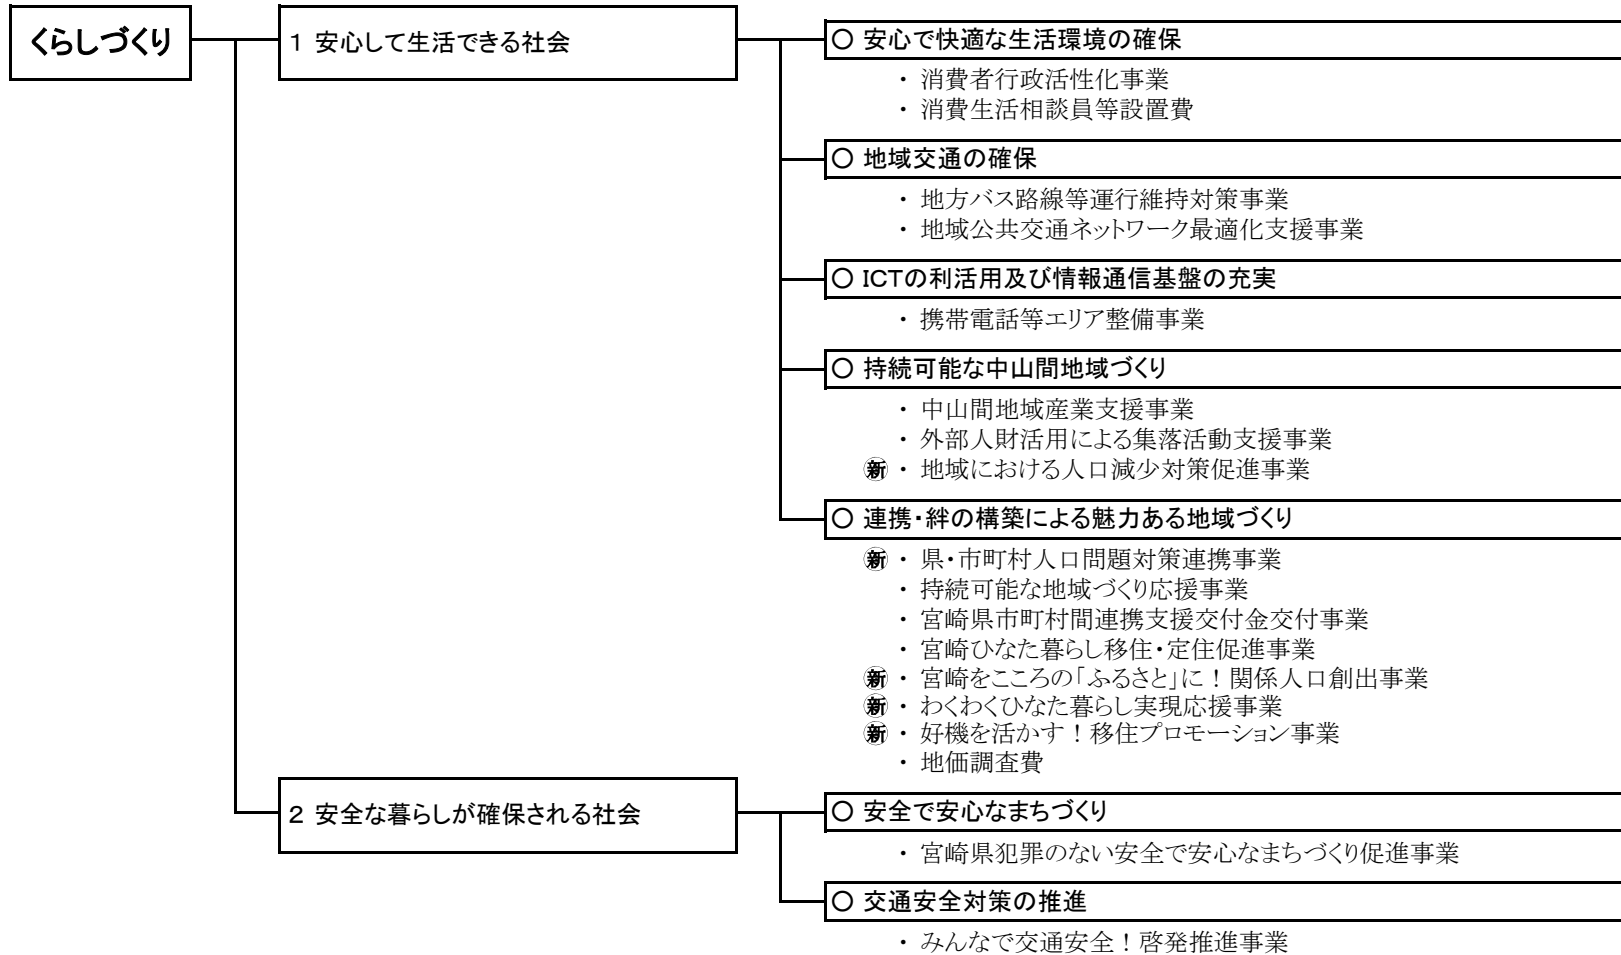 くらしづくり
1 安心して生活できる社会
○ 安心で快適な生活環境の確保
・ 消費者行政活性化事業
・ 消費生活相談員等設置費
○ 地域交通の確保
・ 地方バス路線等運行維持対策事業
・ 地域公共交通ネットワーク最適化支援事業
○ ICTの利活用及び情報通信基盤の充実
・ 携帯電話等エリア整備事業
○ 持続可能な中山間地域づくり
・ 中山間地域産業支援事業
・ 外部人財活用による集落活動支援事業
新 ・ 地域における人口減少対策促進事業
○ 連携・絆の構築による魅力ある地域づくり
新 ・ 県・市町村人口問題対策連携事業
・ 持続可能な地域づくり応援事業
・ 宮崎県市町村間連携支援交付金交付事業
・ 宮崎ひなた暮らし移住・定住促進事業
新 ・ 宮崎をこころの「ふるさと」に！関係人口創出事業
新 ・ わくわくひなた暮らし実現応援事業
新 ・ 好機を活かす！移住プロモーション事業
・ 地価調査費
2 安全な暮らしが確保される社会
○ 安全で安心なまちづくり
・ 宮崎県犯罪のない安全で安心なまちづくり促進事業
○ 交通安全対策の推進
・ みんなで交通安全！啓発推進事業